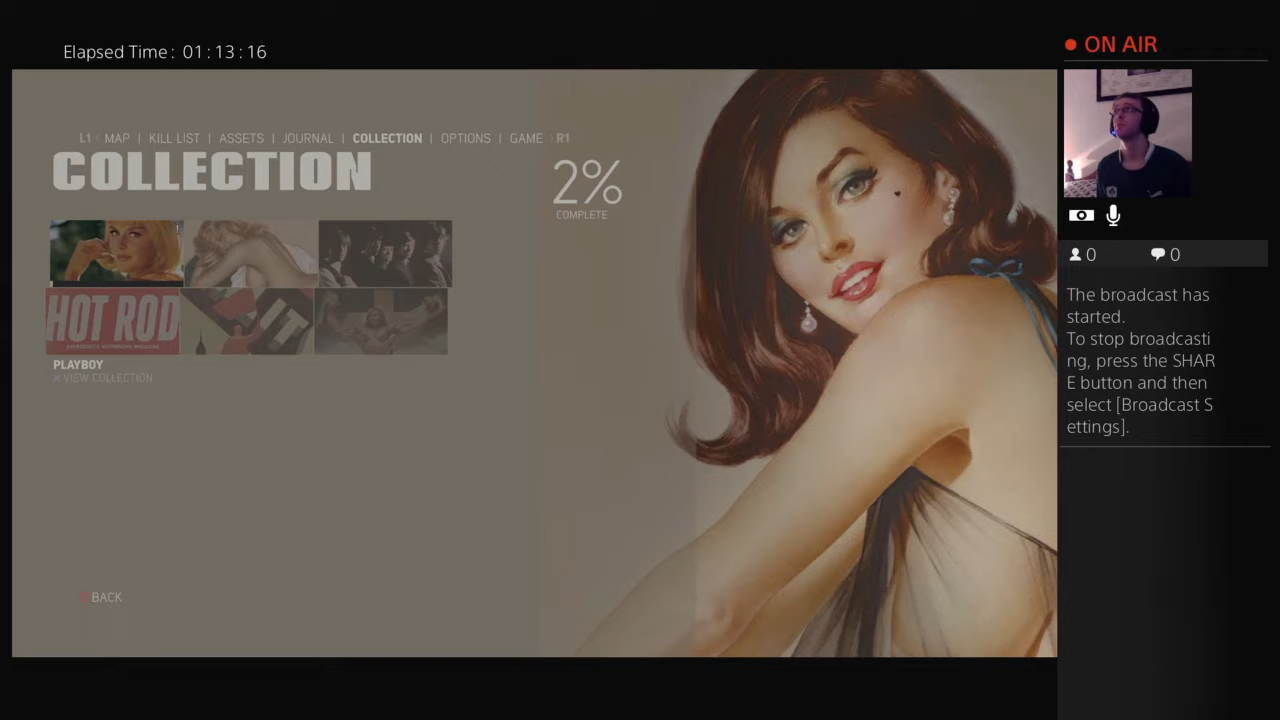 Elapsed Time: 01:13:16
ON AIR
L1 < MAP | KILL LIST | ASSETS | JOURNAL | COLLECTION | OPTIONS | GAME > R1
COLLECTION
2%
COMPLETE
HOT ROD
IT
PLAYBOY
× VIEW COLLECTION
BACK
0 0
The broadcast has
started.
To stop broadcasti
ng, press the SHAR
E button and then
select [Broadcast S
ettings].